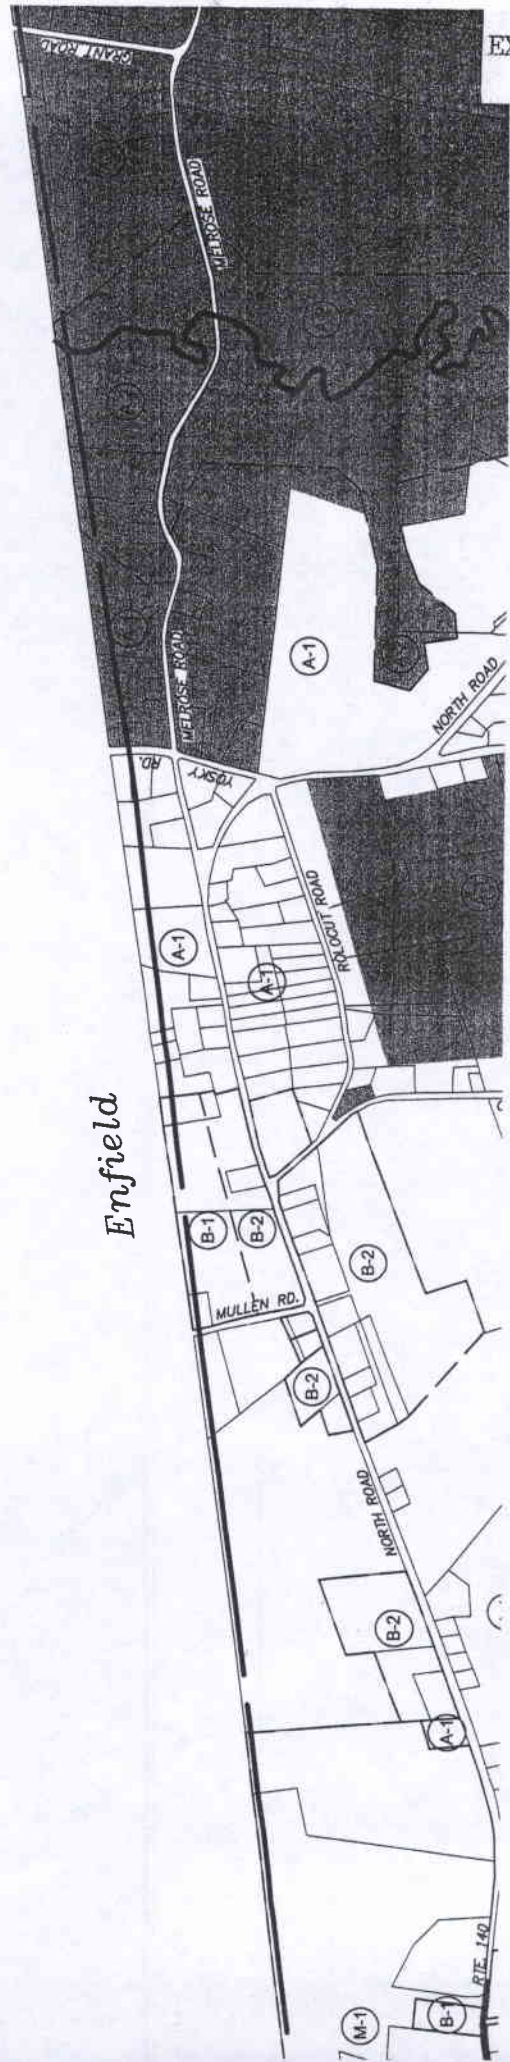 EX
GRANT ROAD
MELROSE ROAD
A-1
MELROSE ROAD
NORTH ROAD
YOSKY
RD.
ROLOCUT ROAD
A-1
A-1
Enfield
B-1
B-2
B-2
MULLEN RD.
B-2
NORTH ROAD
B-2
A-1
RTE. 140
M-1
B-1